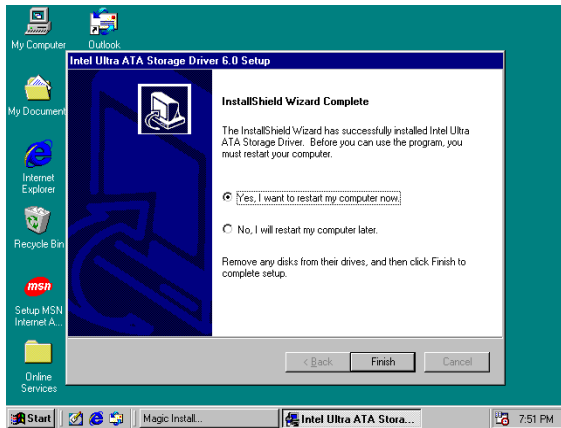 My Computer
Outlook
Intel Ultra ATA Storage Driver 6.0 Setup
My Document
Internet
Explorer
Recycle Bin
msn
Setup MSN
Internet A...
Online
Services
InstallShield Wizard Complete
The InstallShield Wizard has successfully installed Intel Ultra
ATA Storage Driver.  Before you can use the program, you
must restart your computer.
Yes, I want to restart my computer now.
No, I will restart my computer later.
Remove any disks from their drives, and then click Finish to
complete setup.
< Back
Finish
Cancel
Start
Magic Install...
Intel Ultra ATA Stora...
7:51 PM